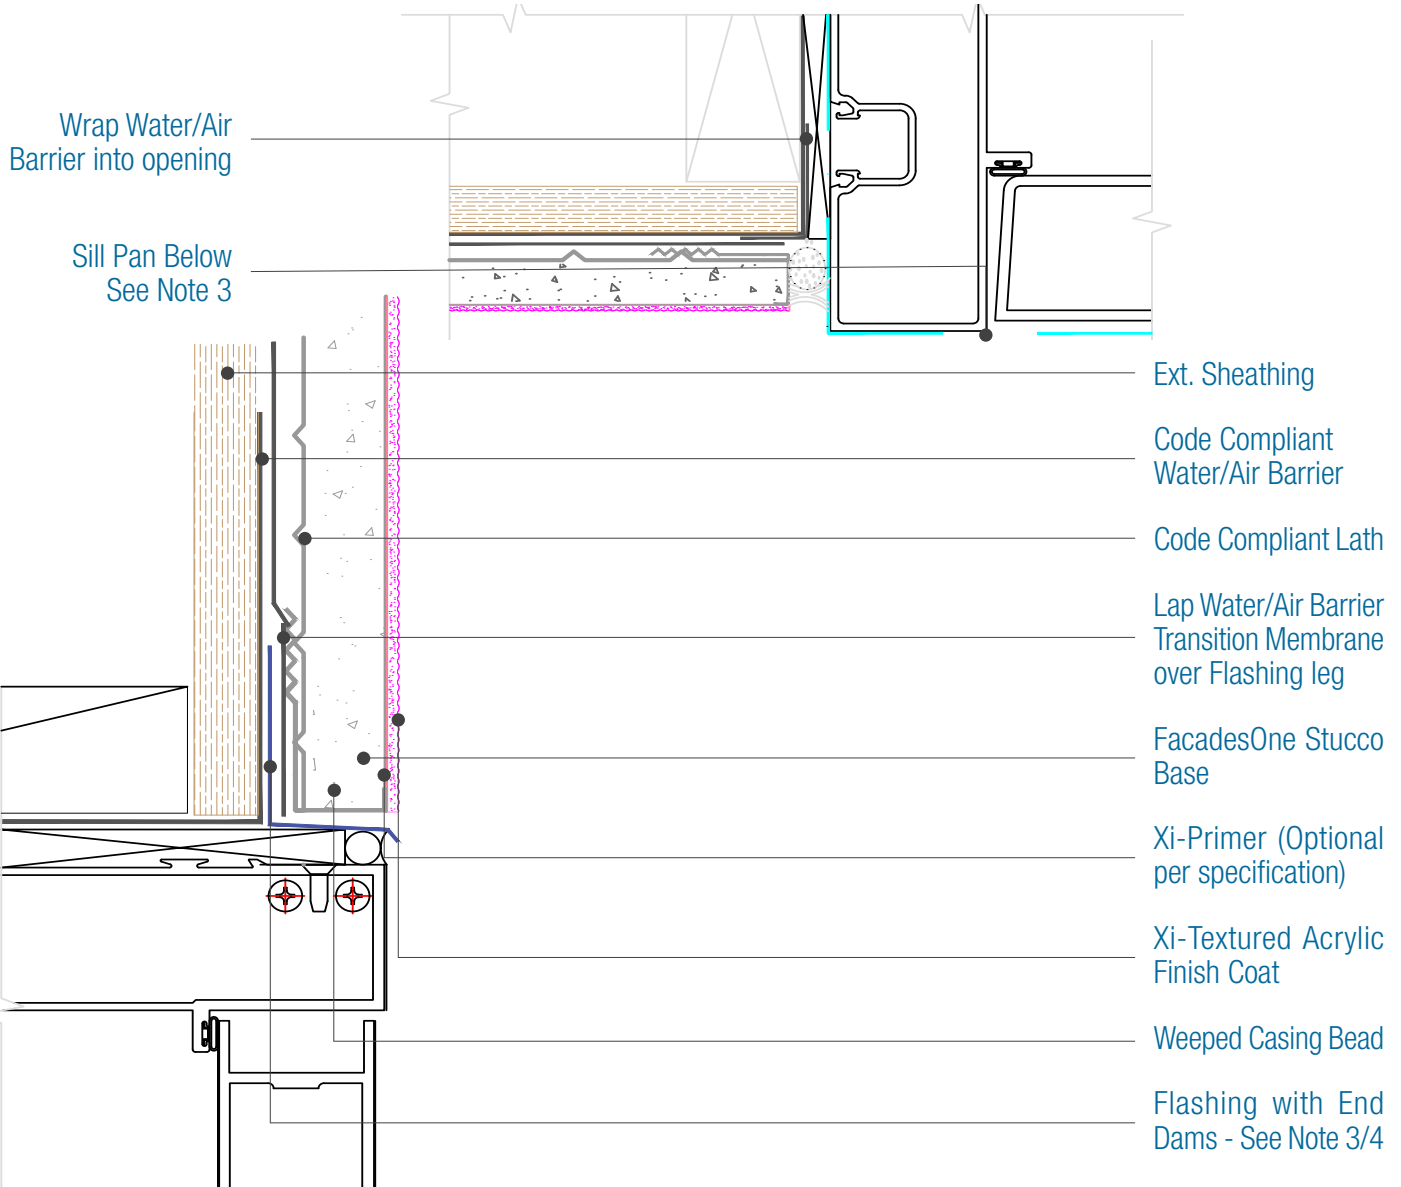 Wrap Water/Air
Barrier into opening
Sill Pan Below
See Note 3
Ext. Sheathing
Code Compliant
Water/Air Barrier
Code Compliant Lath
Lap Water/Air Barrier
Transition Membrane
over Flashing leg
FacadesOne Stucco
Base
Xi-Primer (Optional
per specification)
Xi-Textured Acrylic
Finish Coat
Weeped Casing Bead
Flashing with End
Dams - See Note 3/4